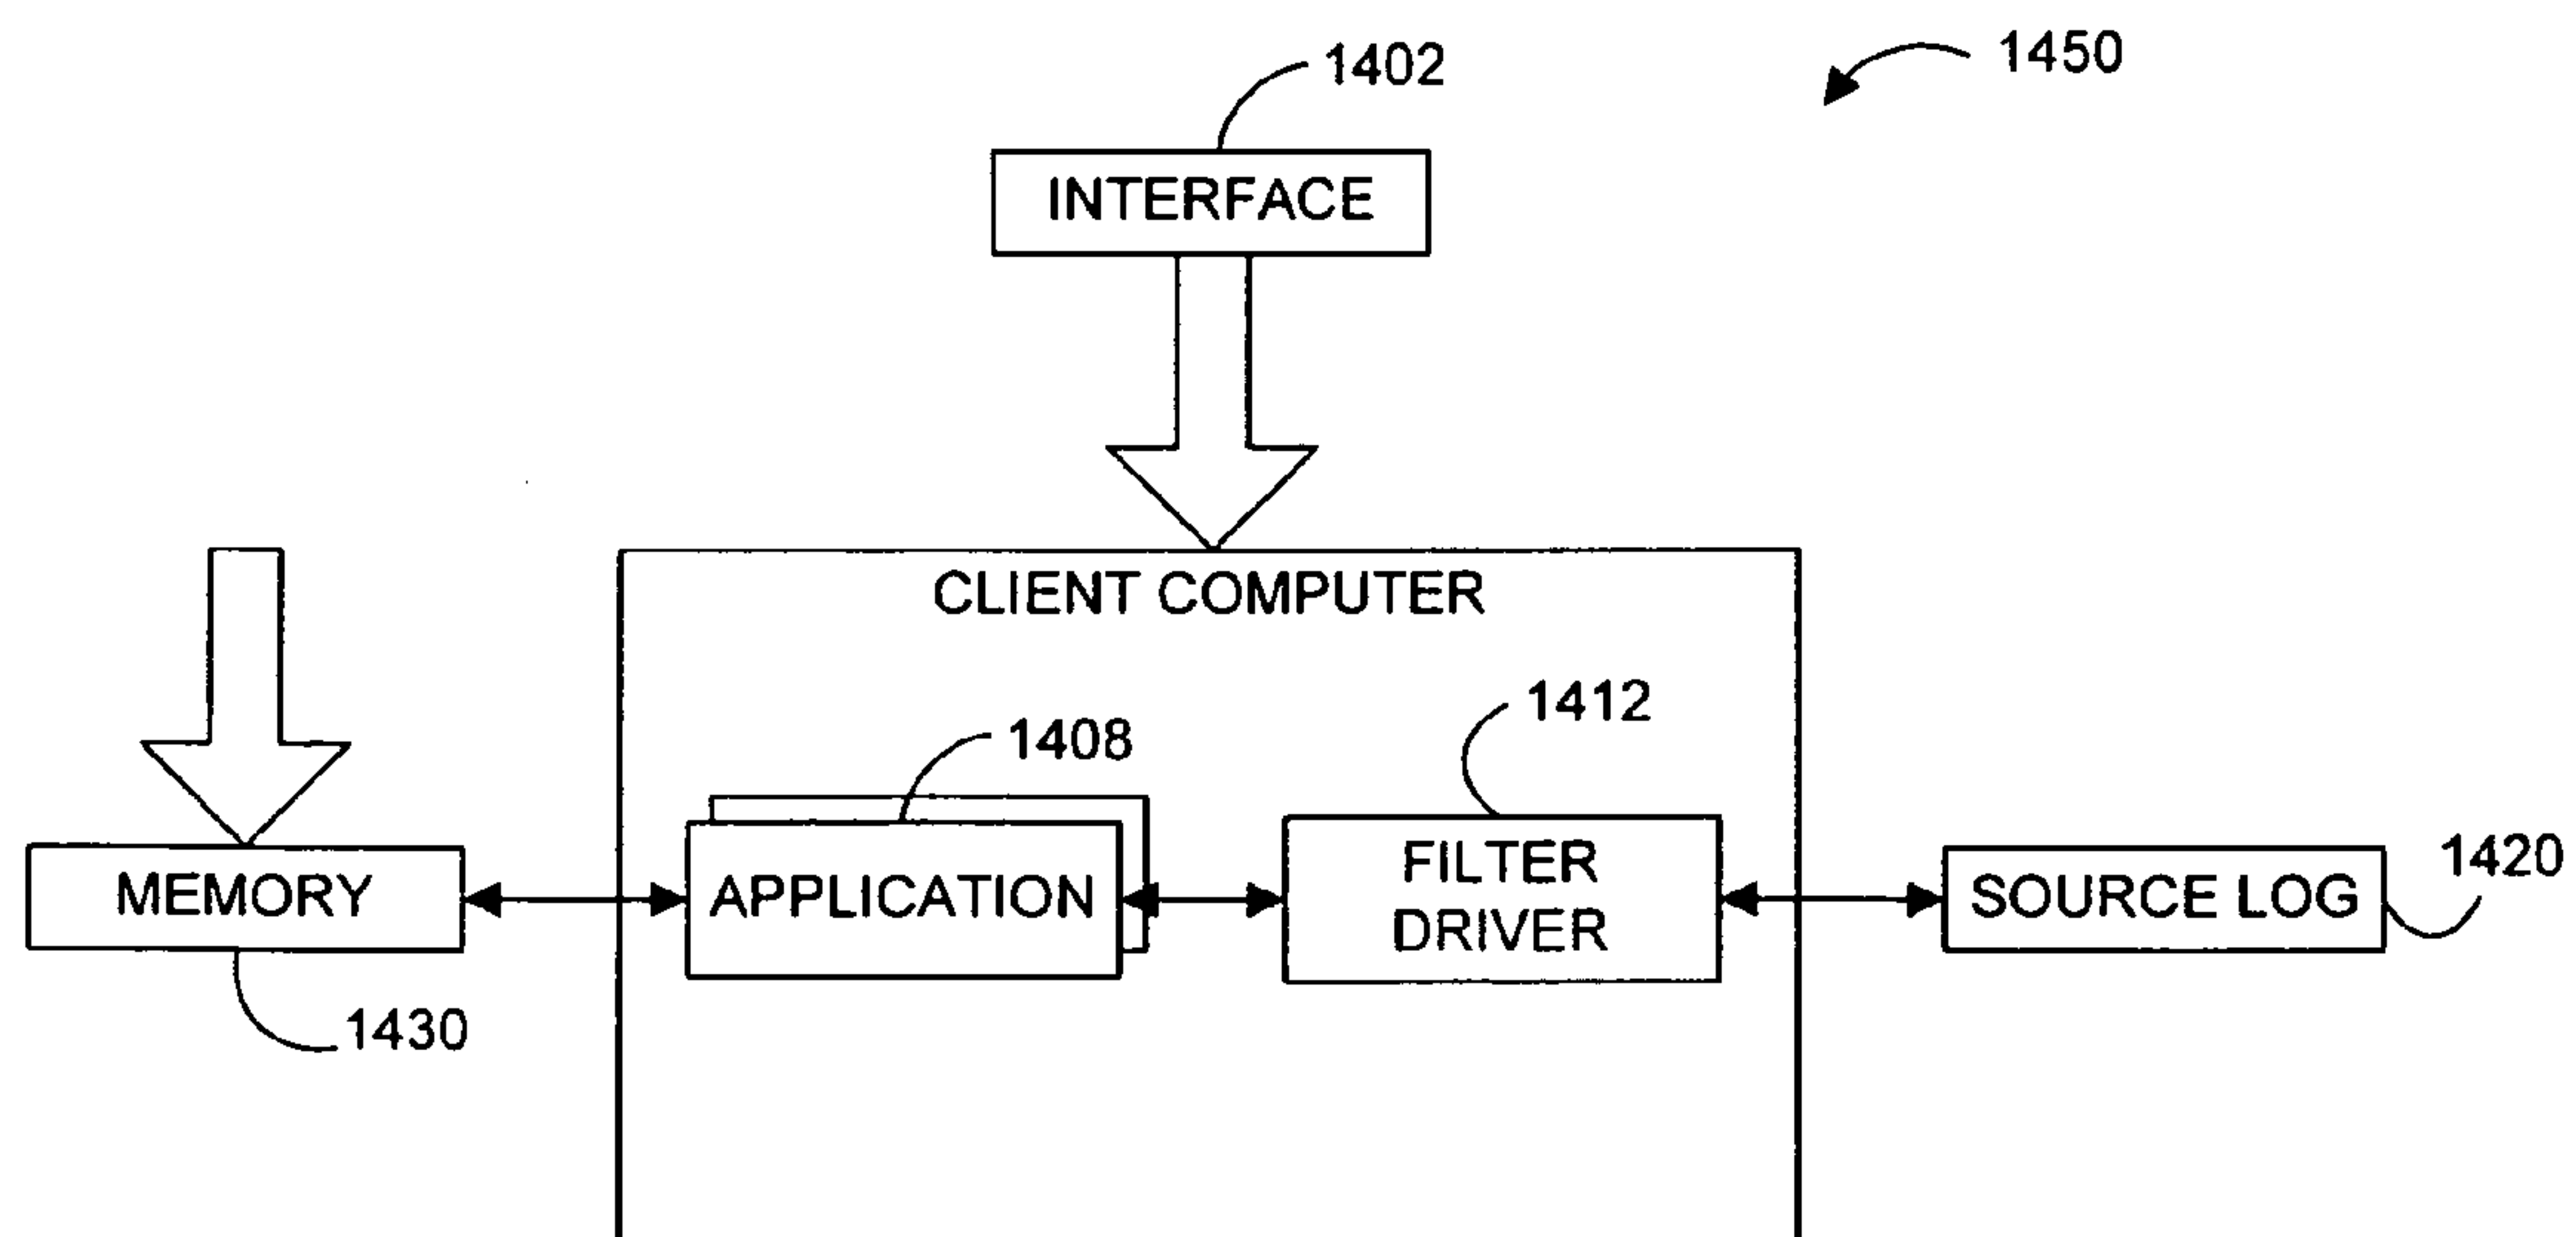 1402
1450
INTERFACE
CLIENT COMPUTER
1408
1412
MEMORY
APPLICATION
FILTER
DRIVER
SOURCE LOG
1420
1430